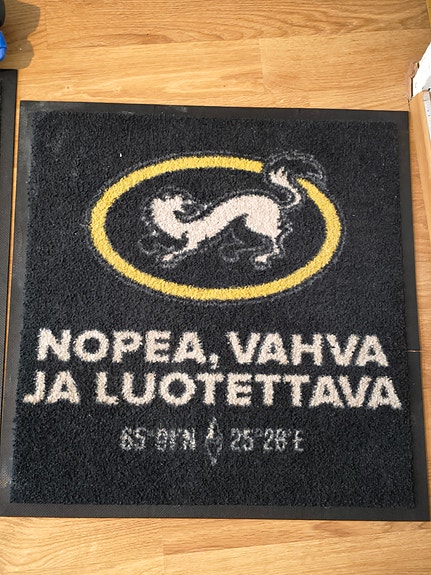 NOPEA, VAHVA
JA LUOTETTAVA
65°01'N 25°28'E